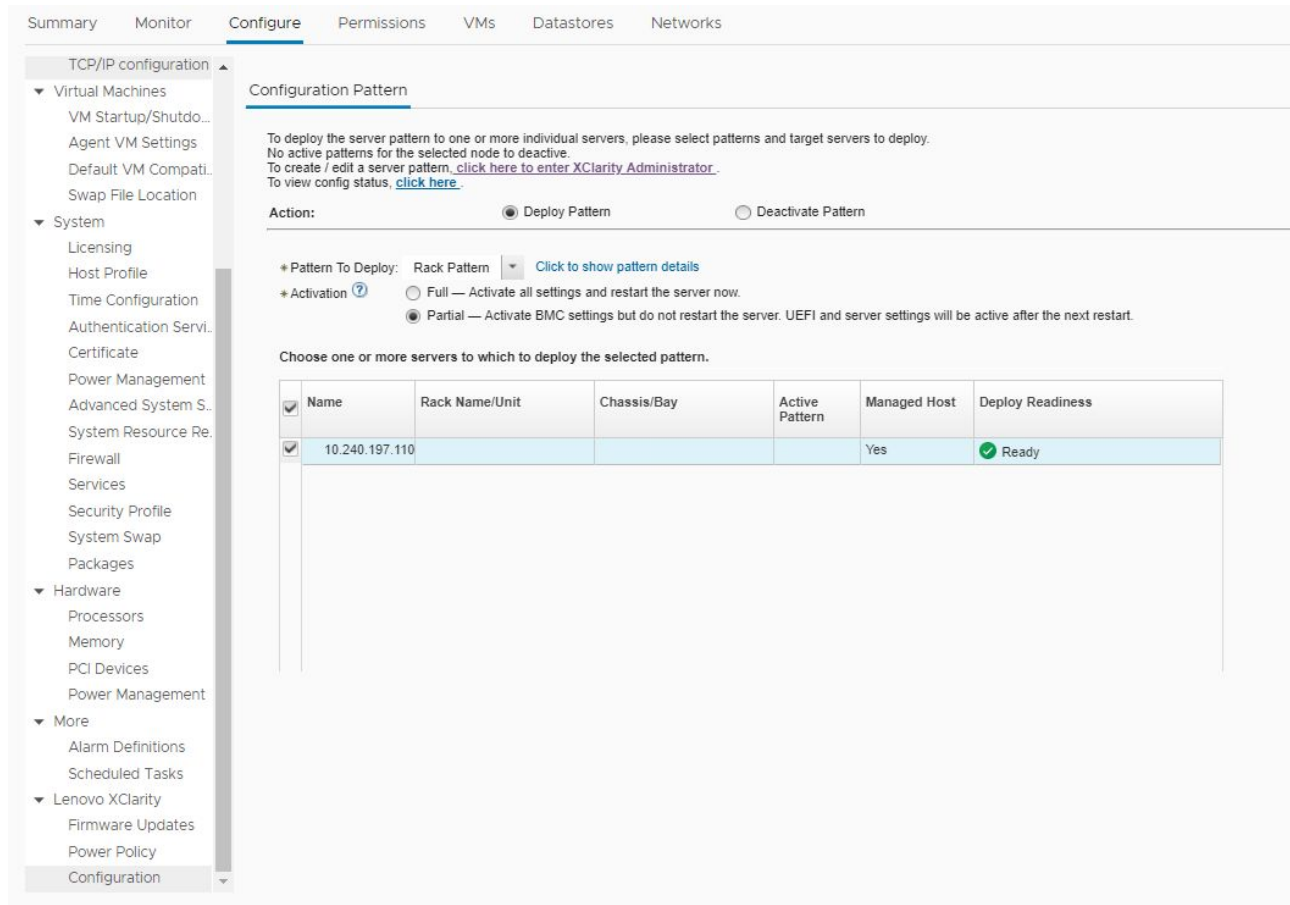 Summary Monitor Configure Permissions VMs Datastores Networks
TCP/IP configuration
Virtual Machines
VM Startup/Shutdo...
Agent VM Settings
Default VM Compati..
Swap File Location
System
Licensing
Host Profile
Time Configuration
Authentication Servi..
Certificate
Power Management
Advanced System S..
System Resource Re.
Firewall
Services
Security Profile
System Swap
Packages
Hardware
Processors
Memory
PCI Devices
Power Management
More
Alarm Definitions
Scheduled Tasks
Lenovo XClarity
Firmware Updates
Power Policy
Configuration
Configuration Pattern
To deploy the server pattern to one or more individual servers, please select patterns and target servers to deploy.
No active patterns for the selected node to deactive.
To create / edit a server pattern, click here to enter XClarity Administrator .
To view config status, click here .
Action: Deploy Pattern Deactivate Pattern
*Pattern To Deploy: Rack Pattern Click to show pattern details
*Activation ? Full — Activate all settings and restart the server now.
Partial — Activate BMC settings but do not restart the server. UEFI and server settings will be active after the next restart.
Choose one or more servers to which to deploy the selected pattern.
Name Rack Name/Unit Chassis/Bay Active Pattern Managed Host Deploy Readiness
10.240.197.110 Yes Ready